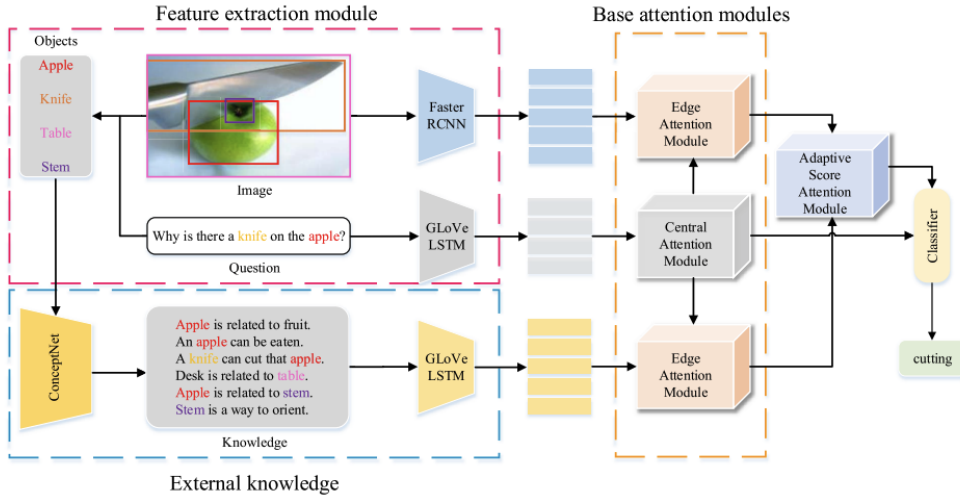 Feature extraction module
Base attention modules
Objects
Apple
Knife
Table
Stem
Image
Faster
RCNN
Edge
Attention
Module
Adaptive
Score
Attention
Module
Why is there a knife on the apple?
Question
GLoVe
LSTM
Central
Attention
Module
Classifier
ConceptNet
Apple is related to fruit.
An apple can be eaten.
A knife can cut that apple.
Desk is related to table.
Apple is related to stem.
Stem is a way to orient.
Knowledge
GLoVe
LSTM
Edge
Attention
Module
cutting
External knowledge